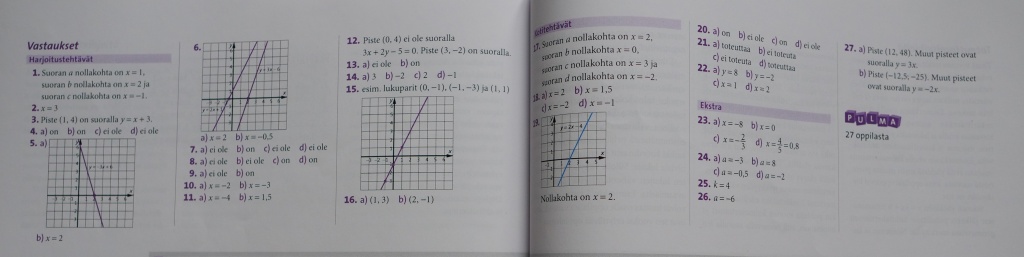 Vastaukset
Harjoitustehtävät
1. Suoran a nollakohta on x = 1,
suoran b nollakohta on x = 2 ja
suoran c nollakohta on x = −1.
2. x = 3
3. Piste (1, 4) on suoralla y = x + 3.
4. a) on b) on c) ei ole d) ei ole
5. a)
b) x = 2
6.
a) x = 2 b) x = −0,5
7. a) ei ole b) on c) ei ole d) ei ole
8. a) ei ole b) ei ole c) on d) on
9. a) ei ole b) on
10. a) x = −2 b) x = −3
11. a) x = −4 b) x = 1,5
12. Piste (0, 4) ei ole suoralla
3x + 2y − 5 = 0. Piste (3, −2) on suoralla.
13. a) ei ole b) on
14. a) 3 b) −2 c) 2 d) −1
15. esim. lukuparit (0, −1), (−1, −3) ja (1, 1)
16. a) (1, 3) b) (2, −1)
17. Suoran a nollakohta on x = 2,
suoran b nollakohta on x = 0,
suoran c nollakohta on x = 3 ja
suoran d nollakohta on x = −2.
18. a) x = 2 b) x = 1,5
c) x = −2 d) x = −1
19.
y = 2x − 4
Nollakohta on x = 2.
20. a) on b) ei ole c) on d) ei ole
21. a) toteuttaa b) ei toteuta
c) ei toteuta d) toteuttaa
22. a) y = 8 b) y = −2
c) x = 1 d) x = 2
Ekstra
23. a) x = −8 b) x = 0
c) x = −2/3 d) x = 4/5 = 0,8
24. a) a = −3 b) a = 8
c) a = −0,5 d) a = −2
25. k = 4
26. a = −6
27. a) Piste (12, 48). Muut pisteet ovat
suoralla y = 3x.
b) Piste (−12,5; −25). Muut pisteet
ovat suoralla y = −2x.
PULMA
27 oppilasta